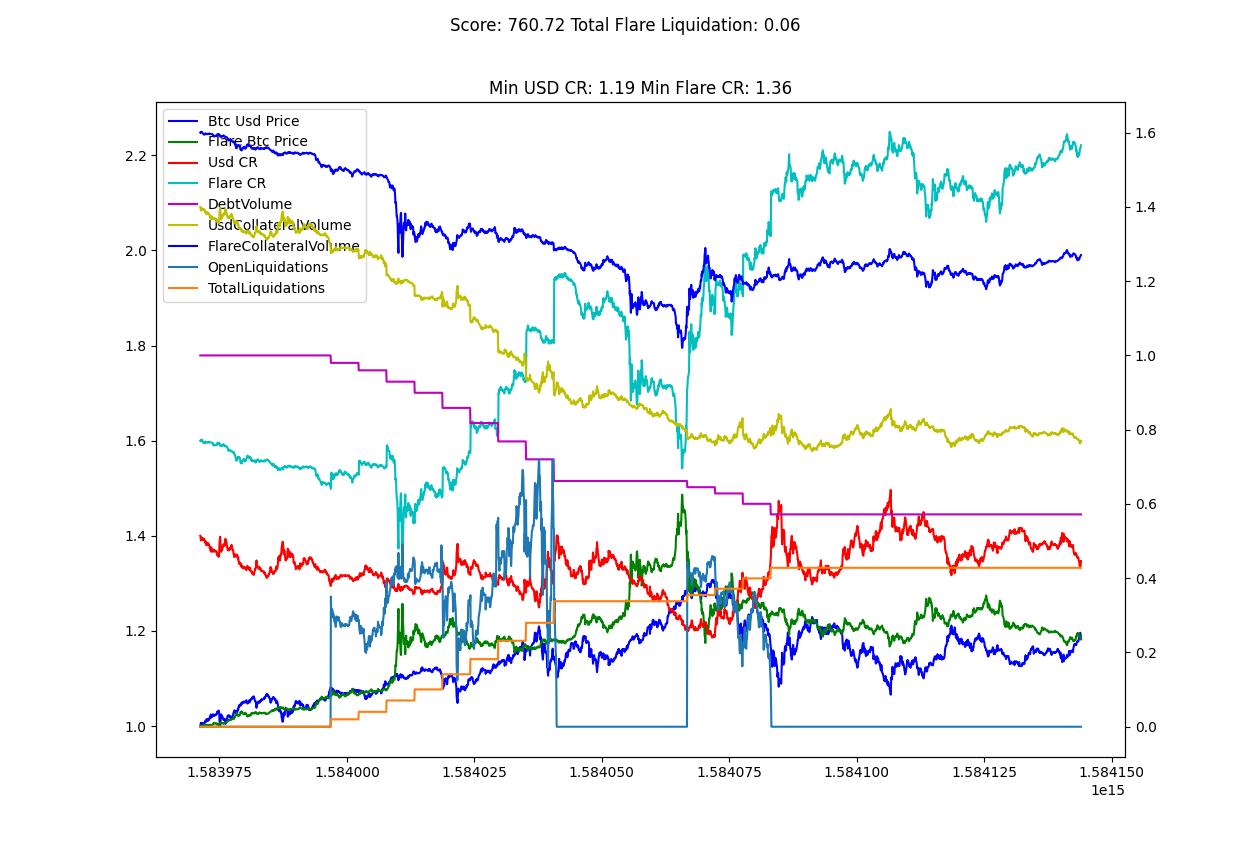 Score: 760.72 Total Flare Liquidation: 0.06
Min USD CR: 1.19 Min Flare CR: 1.36
Btc Usd Price
Flare Btc Price
Usd CR
Flare CR
DebtVolume
UsdCollateralVolume
FlareCollateralVolume
OpenLiquidations
TotalLiquidations
2.2
2.0
1.8
1.6
1.4
1.2
1.0
1.6
1.4
1.2
1.0
0.8
0.6
0.4
0.2
0.0
1.583975 1.584000 1.584025 1.584050 1.584075 1.584100 1.584125 1.584150
1e15